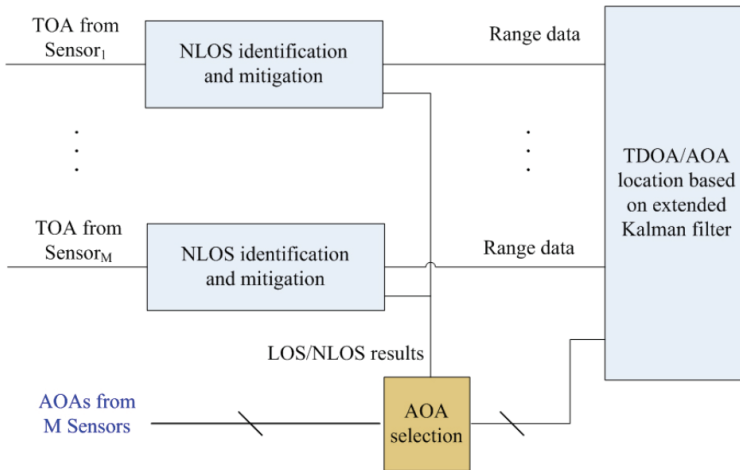 TOA from
Sensor₁
NLOS identification
and mitigation
Range data
TDOA/AOA
location based
on extended
Kalman filter
TOA from
Sensor_M
NLOS identification
and mitigation
Range data
LOS/NLOS results
AOAs from
M Sensors
AOA
selection